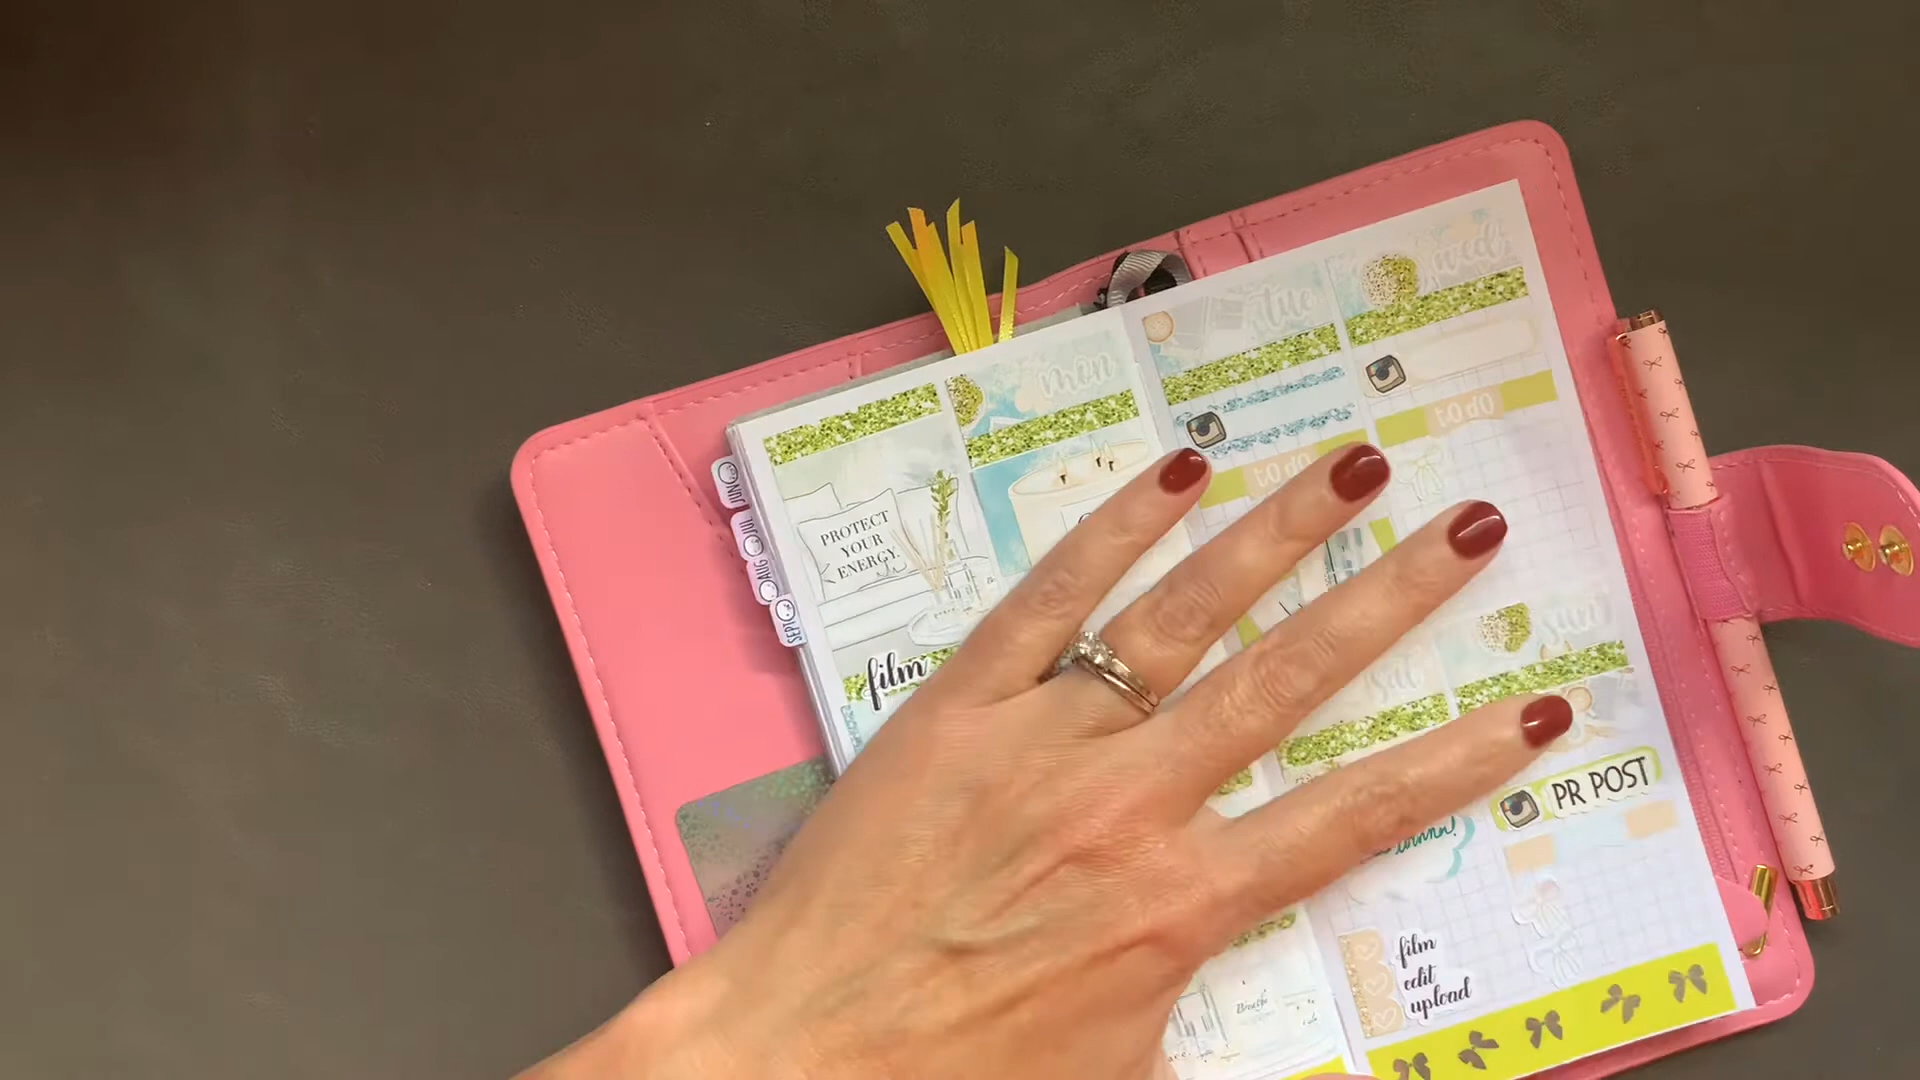 mon
tue
wed
to do
to do
PROTECT
YOUR
ENERGY.
JUN
JUL
AUG
SEPT
film
sat
sun
PR POST
film
edit
upload
Breathe